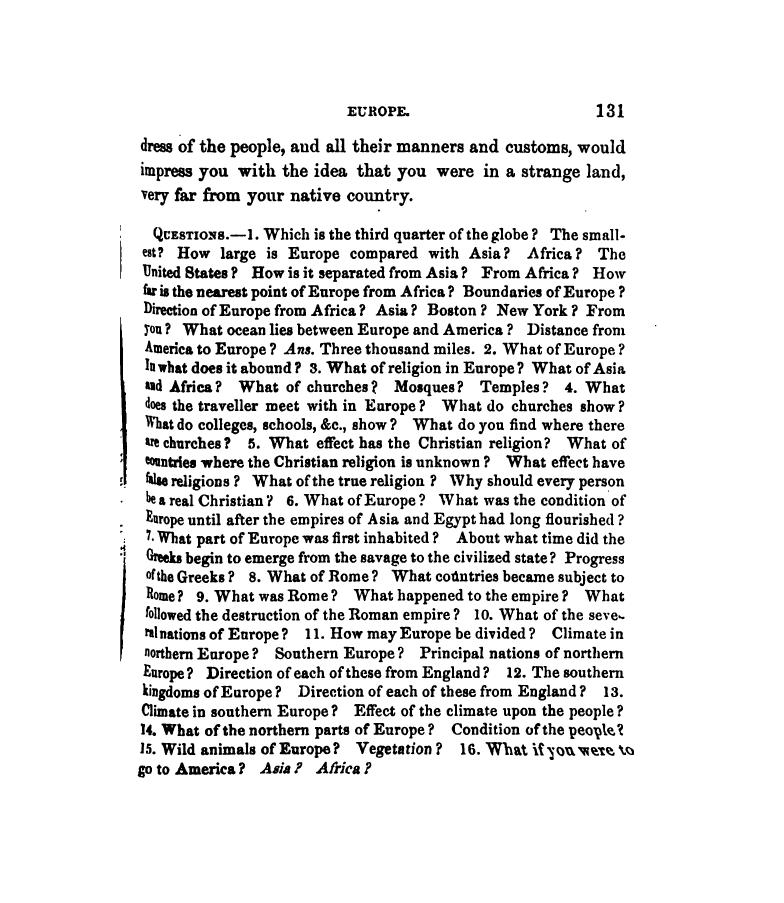 EUROPE. 131
dress of the people, and all their manners and customs, would
impress you with the idea that you were in a strange land,
very far from your native country.
QUESTIONS.—1. Which is the third quarter of the globe? The small-
est? How large is Europe compared with Asia? Africa? The
United States? How is it separated from Asia? From Africa? How
far is the nearest point of Europe from Africa? Boundaries of Europe?
Direction of Europe from Africa? Asia? Boston? New York? From
you? What ocean lies between Europe and America? Distance from
America to Europe? Ans. Three thousand miles. 2. What of Europe?
In what does it abound? 3. What of religion in Europe? What of Asia
and Africa? What of churches? Mosques? Temples? 4. What
does the traveller meet with in Europe? What do churches show?
What do colleges, schools, &c., show? What do you find where there
are churches? 5. What effect has the Christian religion? What of
countries where the Christian religion is unknown? What effect have
false religions? What of the true religion? Why should every person
be a real Christian? 6. What of Europe? What was the condition of
Europe until after the empires of Asia and Egypt had long flourished?
7. What part of Europe was first inhabited? About what time did the
Greeks begin to emerge from the savage to the civilized state? Progress
of the Greeks? 8. What of Rome? What countries became subject to
Rome? 9. What was Rome? What happened to the empire? What
followed the destruction of the Roman empire? 10. What of the seve-
ral nations of Europe? 11. How may Europe be divided? Climate in
northern Europe? Southern Europe? Principal nations of northern
Europe? Direction of each of these from England? 12. The southern
kingdoms of Europe? Direction of each of these from England? 13.
Climate in southern Europe? Effect of the climate upon the people?
14. What of the northern parts of Europe? Condition of the people?
15. Wild animals of Europe? Vegetation? 16. What if you were to
go to America? Asia? Africa?